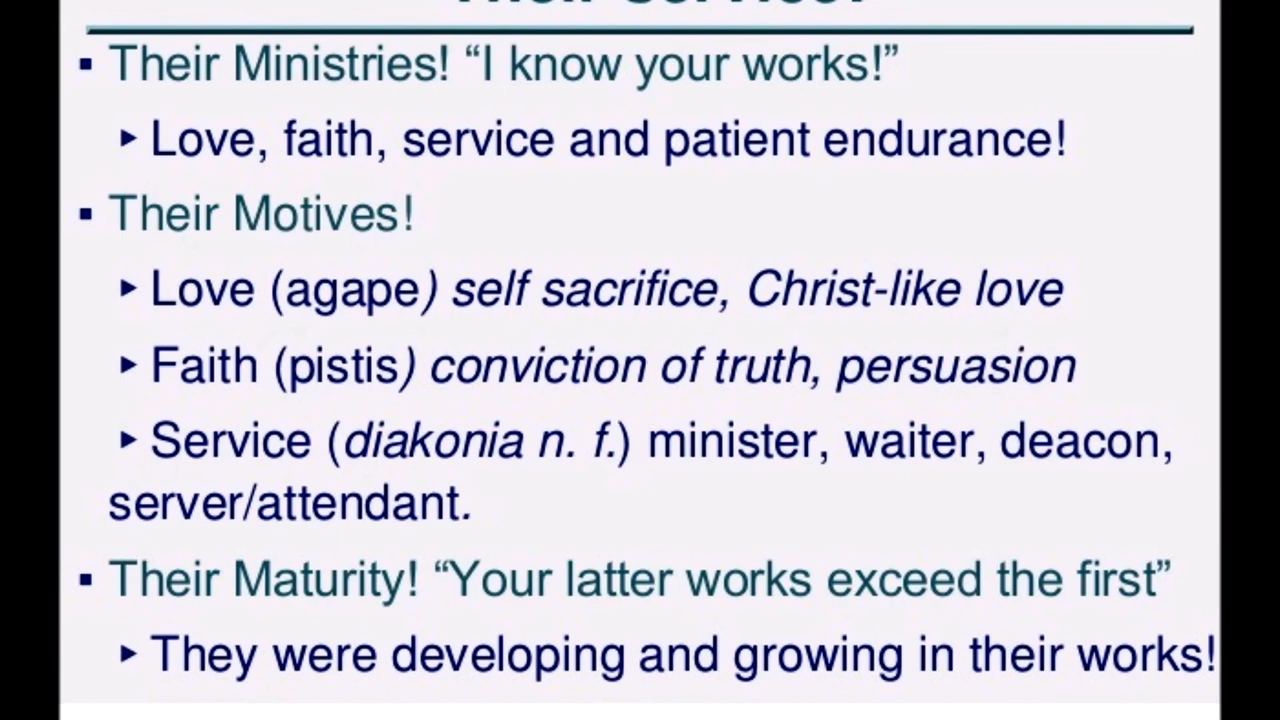 ▪ Their Ministries! “I know your works!”
▸ Love, faith, service and patient endurance!
▪ Their Motives!
▸ Love (agape) self sacrifice, Christ-like love
▸ Faith (pistis) conviction of truth, persuasion
▸ Service (diakonia n. f.) minister, waiter, deacon,
server/attendant.
▪ Their Maturity! “Your latter works exceed the first”
▸ They were developing and growing in their works!